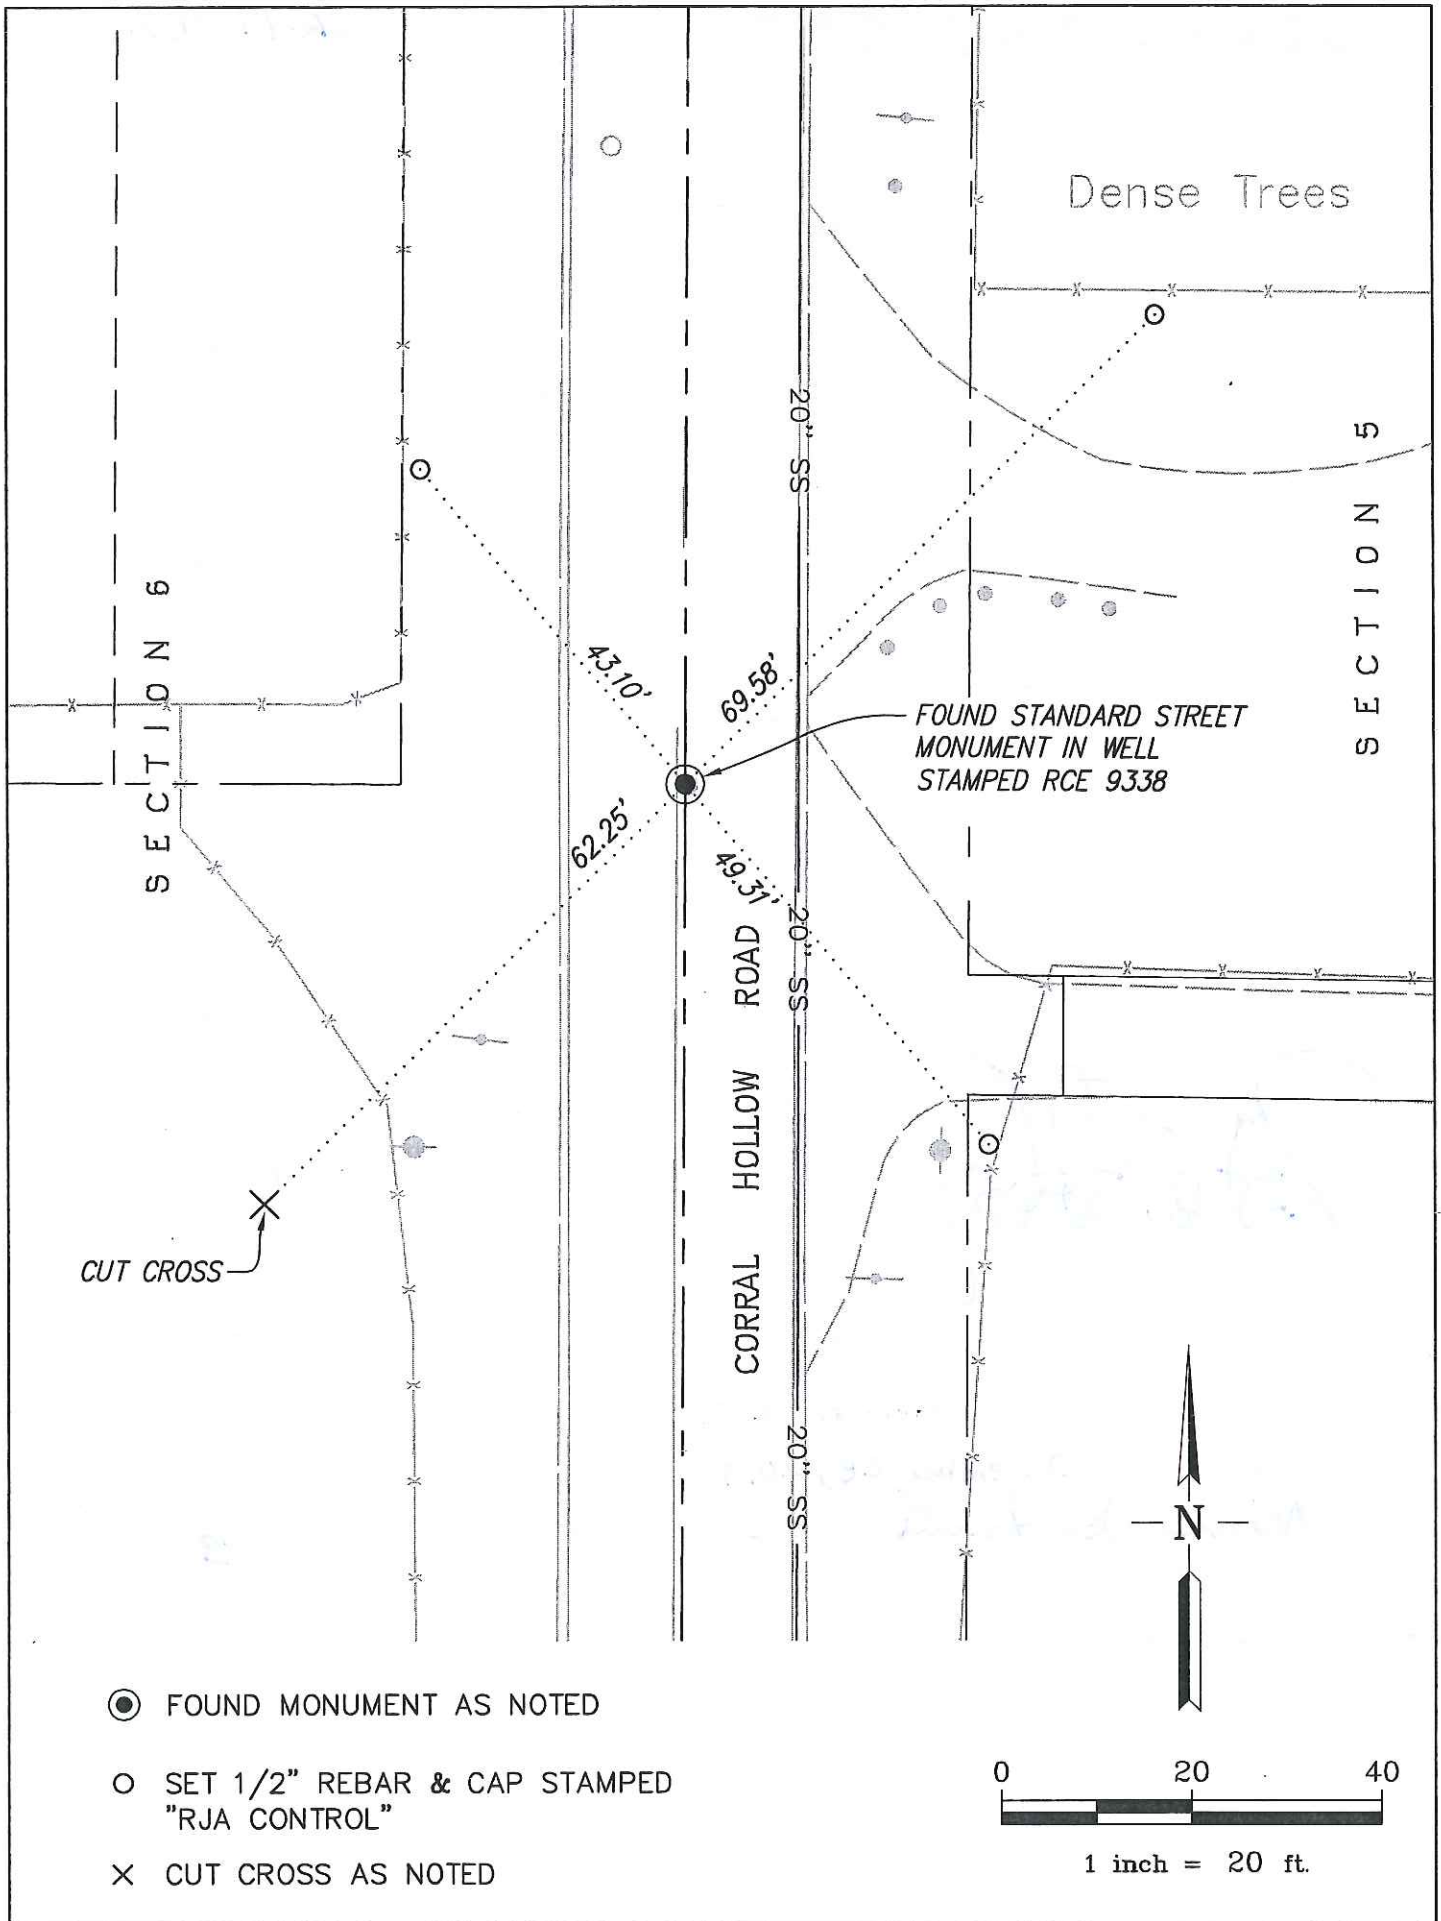 Dense Trees
20" SS
SECTION 5
SECTION 6
43.10'
69.58'
FOUND STANDARD STREET
MONUMENT IN WELL
STAMPED RCE 9338
62.25'
49.31'
20" SS
CORRAL HOLLOW ROAD
CUT CROSS
20" SS
N
FOUND MONUMENT AS NOTED
SET 1/2" REBAR & CAP STAMPED
"RJA CONTROL"
CUT CROSS AS NOTED
0 20 40
1 inch = 20 ft.